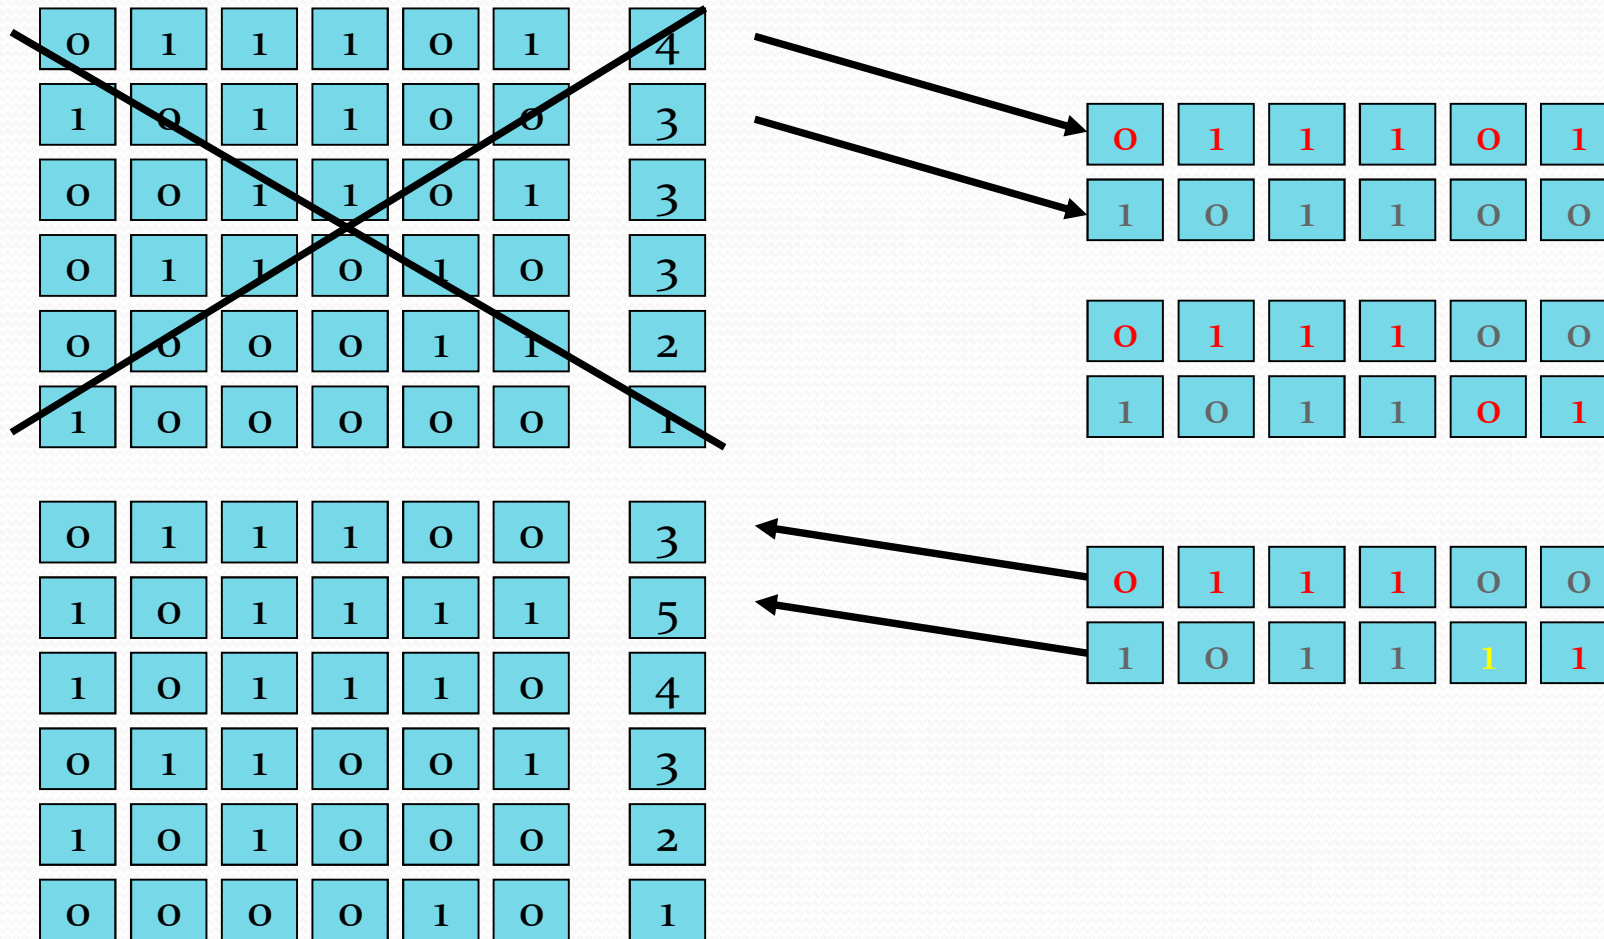 0 1 1 1 0 1 4
1 0 1 1 0 0 3
0 0 1 1 0 1 3
0 1 1 0 1 0 3
0 0 0 0 1 1 2
1 0 0 0 0 0 1
0 1 1 1 0 1
1 0 1 1 0 0
0 1 1 1 0 0
1 0 1 1 0 1
0 1 1 1 0 0 3
1 0 1 1 1 1 5
1 0 1 1 1 0 4
0 1 1 0 0 1 3
1 0 1 0 0 0 2
0 0 0 0 1 0 1
0 1 1 1 0 0
1 0 1 1 1 1